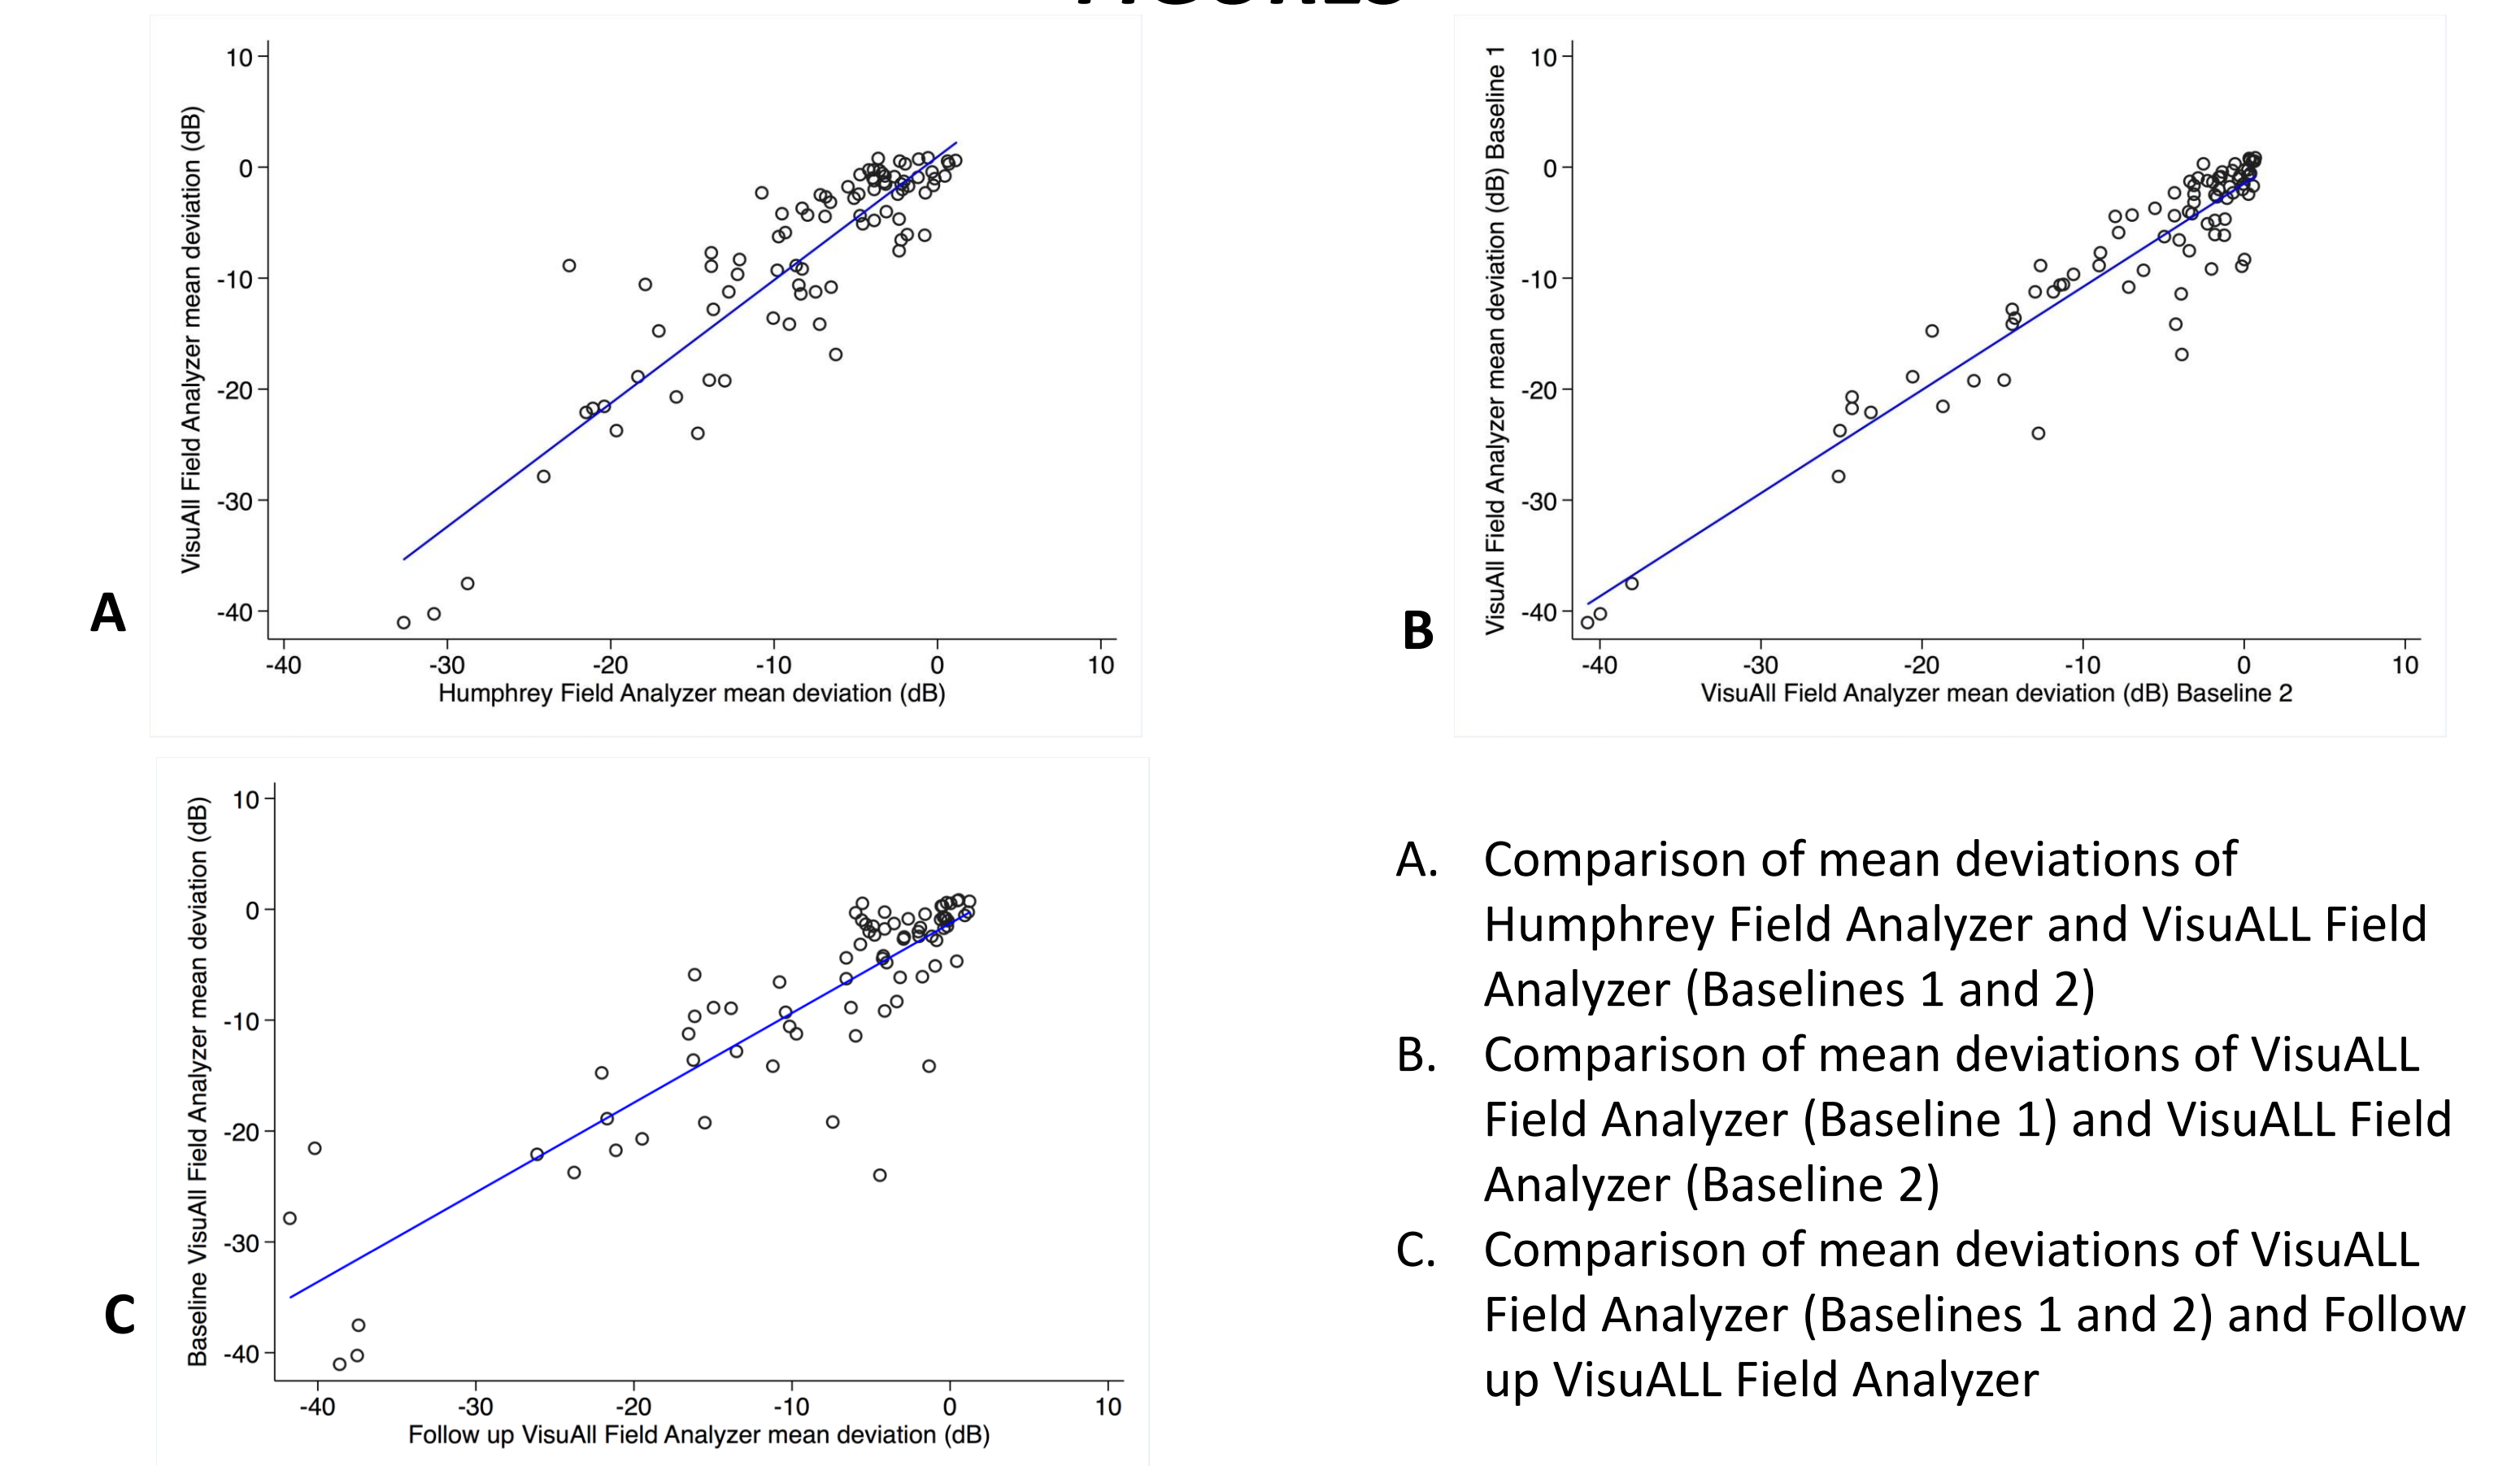 FIGURES
10
0
-10
-20
-30
-40
VisuAll Field Analyzer mean deviation (dB)
-40 -30 -20 -10 0 10
Humphrey Field Analyzer mean deviation (dB)
A
10
0
-10
-20
-30
-40
VisuAll Field Analyzer mean deviation (dB) Baseline 1
-40 -30 -20 -10 0 10
VisuAll Field Analyzer mean deviation (dB) Baseline 2
B
10
0
-10
-20
-30
-40
Baseline VisuAll Field Analyzer mean deviation (dB)
-40 -30 -20 -10 0 10
Follow up VisuAll Field Analyzer mean deviation (dB)
C
A. Comparison of mean deviations of
Humphrey Field Analyzer and VisuALL Field
Analyzer (Baselines 1 and 2)
B. Comparison of mean deviations of VisuALL
Field Analyzer (Baseline 1) and VisuALL Field
Analyzer (Baseline 2)
C. Comparison of mean deviations of VisuALL
Field Analyzer (Baselines 1 and 2) and Follow
up VisuALL Field Analyzer